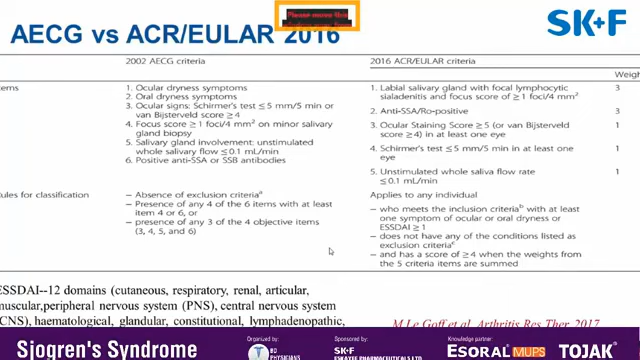 Please move this
AECG vs ACR/EULAR 2016
SK+F
2002 AECG criteria
2016 ACR/EULAR criteria
Weigh
tems
1. Ocular dryness symptoms
2. Oral dryness symptoms
3. Ocular signs: Schirmer's test ≤ 5 mm/5 min or
van Bijsterveld score ≥4
4. Focus score ≥1 foci/4 mm² on minor salivary
gland biopsy
5. Salivary gland involvement: unstimulated
whole salivary flow ≤0.1 mL/min
6. Positive anti-SSA or SSB antibodies
1. Labial salivary gland with focal lymphocytic
sialadenitis and focus score of ≥1 foci/4 mm²
3
2. Anti-SSA/Ro-positive
3
3. Ocular Staining Score ≥5 (or van Bijsterveld
score ≥4) in at least one eye
1
4. Schirmer's test ≤5 mm/5 min in at least one
eye
1
5. Unstimulated whole saliva flow rate
≤0.1 mL/min
1
ules for classification
– Absence of exclusion criteriaᵃ
– Presence of any 4 of the 6 items with at least
item 4 or 6, or
– presence of any 3 of the 4 objective items
(3, 4, 5, and 6)
Applies to any individual
– who meets the inclusion criteriaᵇ with at least
one symptom of ocular or oral dryness or
ESSDAI ≥1
– does not have any of the conditions listed as
exclusion criteriaᶜ
– and has a score of ≥4 when the weights from
the 5 criteria items are summed
ESSDAI--12 domains (cutaneous, respiratory, renal, articular,
muscular,peripheral nervous system (PNS), central nervous system
(CNS), haematological, glandular, constitutional, lymphadenopathic,
M Le Goff et al. Arthritis Res Ther. 2017
Sjogren's Syndrome
Organized by:
PHYSICIANS
Sponsored by:
SK+F
ESKAYEF PHARMACEUTICALS LTD.
Knowledge partner:
ESORAL MUPS
TOJAK